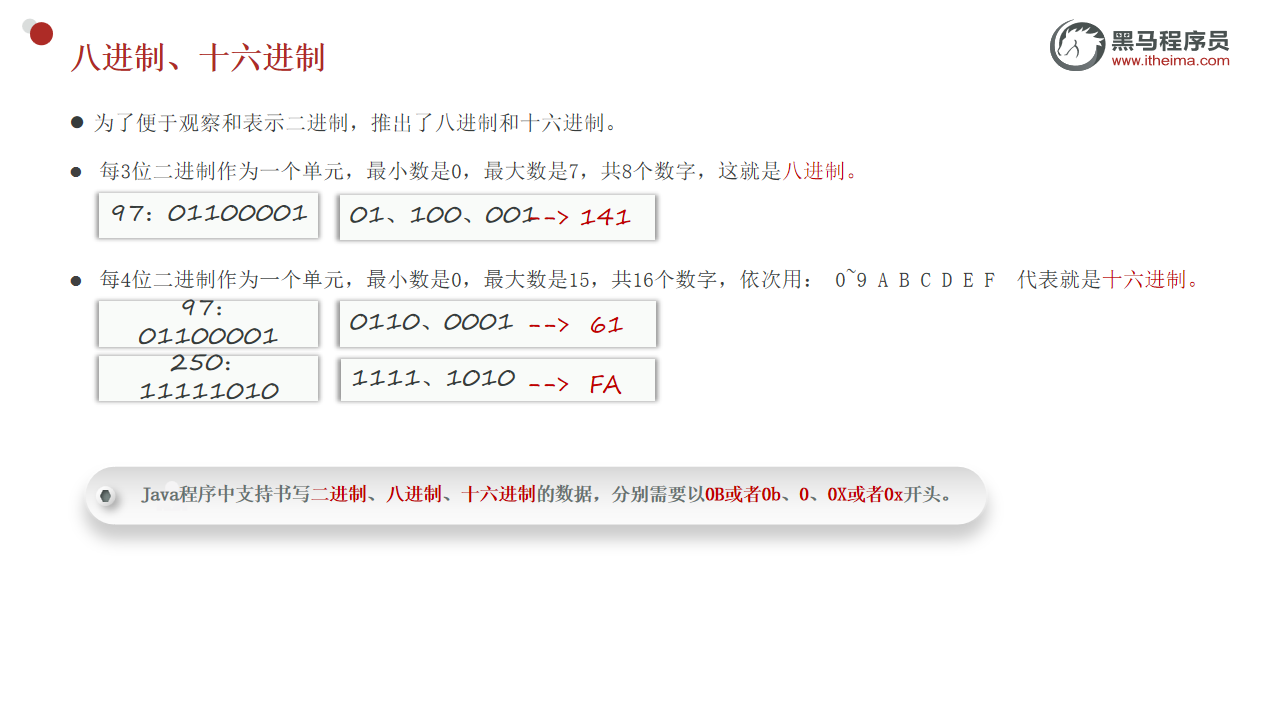 八进制、十六进制
黑马程序员
www.itheima.com
为了便于观察和表示二进制，推出了八进制和十六进制。
每3位二进制作为一个单元，最小数是0，最大数是7，共8个数字，这就是八进制。
97：01100001
01、100、001--> 141
每4位二进制作为一个单元，最小数是0，最大数是15，共16个数字，依次用： 0~9 A B C D E F 代表就是十六进制。
97：
01100001
0110、0001 --> 61
250：
11111010
1111、1010 --> FA
Java程序中支持书写二进制、八进制、十六进制的数据，分别需要以0B或者0b、0、0X或者0x开头。